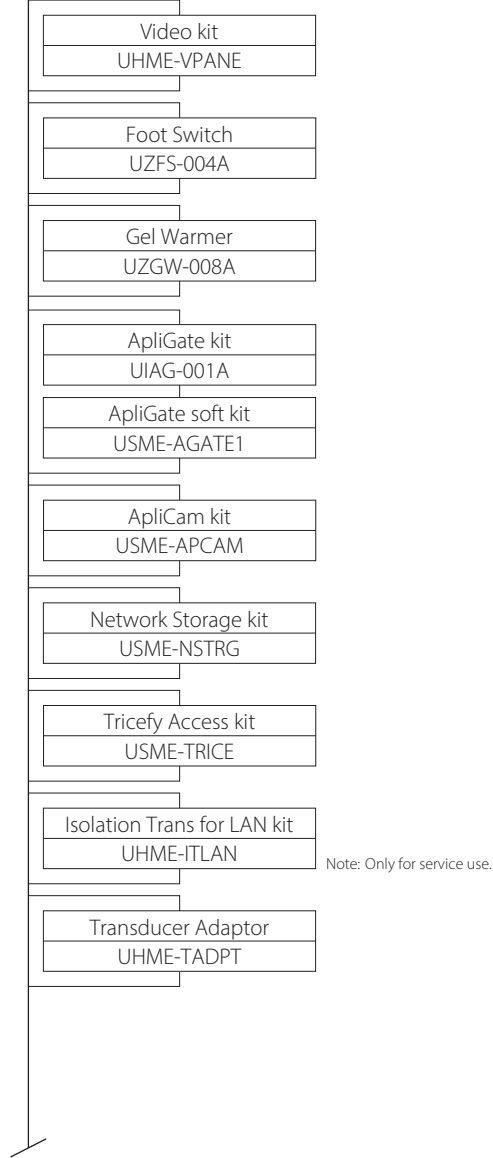 Video kit
UHME-VPANE
Foot Switch
UZFS-004A
Gel Warmer
UZGW-008A
ApliGate kit
UIAG-001A
ApliGate soft kit
USME-AGATE1
ApliCam kit
USME-APCAM
Network Storage kit
USME-NSTRG
Tricefy Access kit
USME-TRICE
Isolation Trans for LAN kit
UHME-ITLAN
Note: Only for service use.
Transducer Adaptor
UHME-TADPT